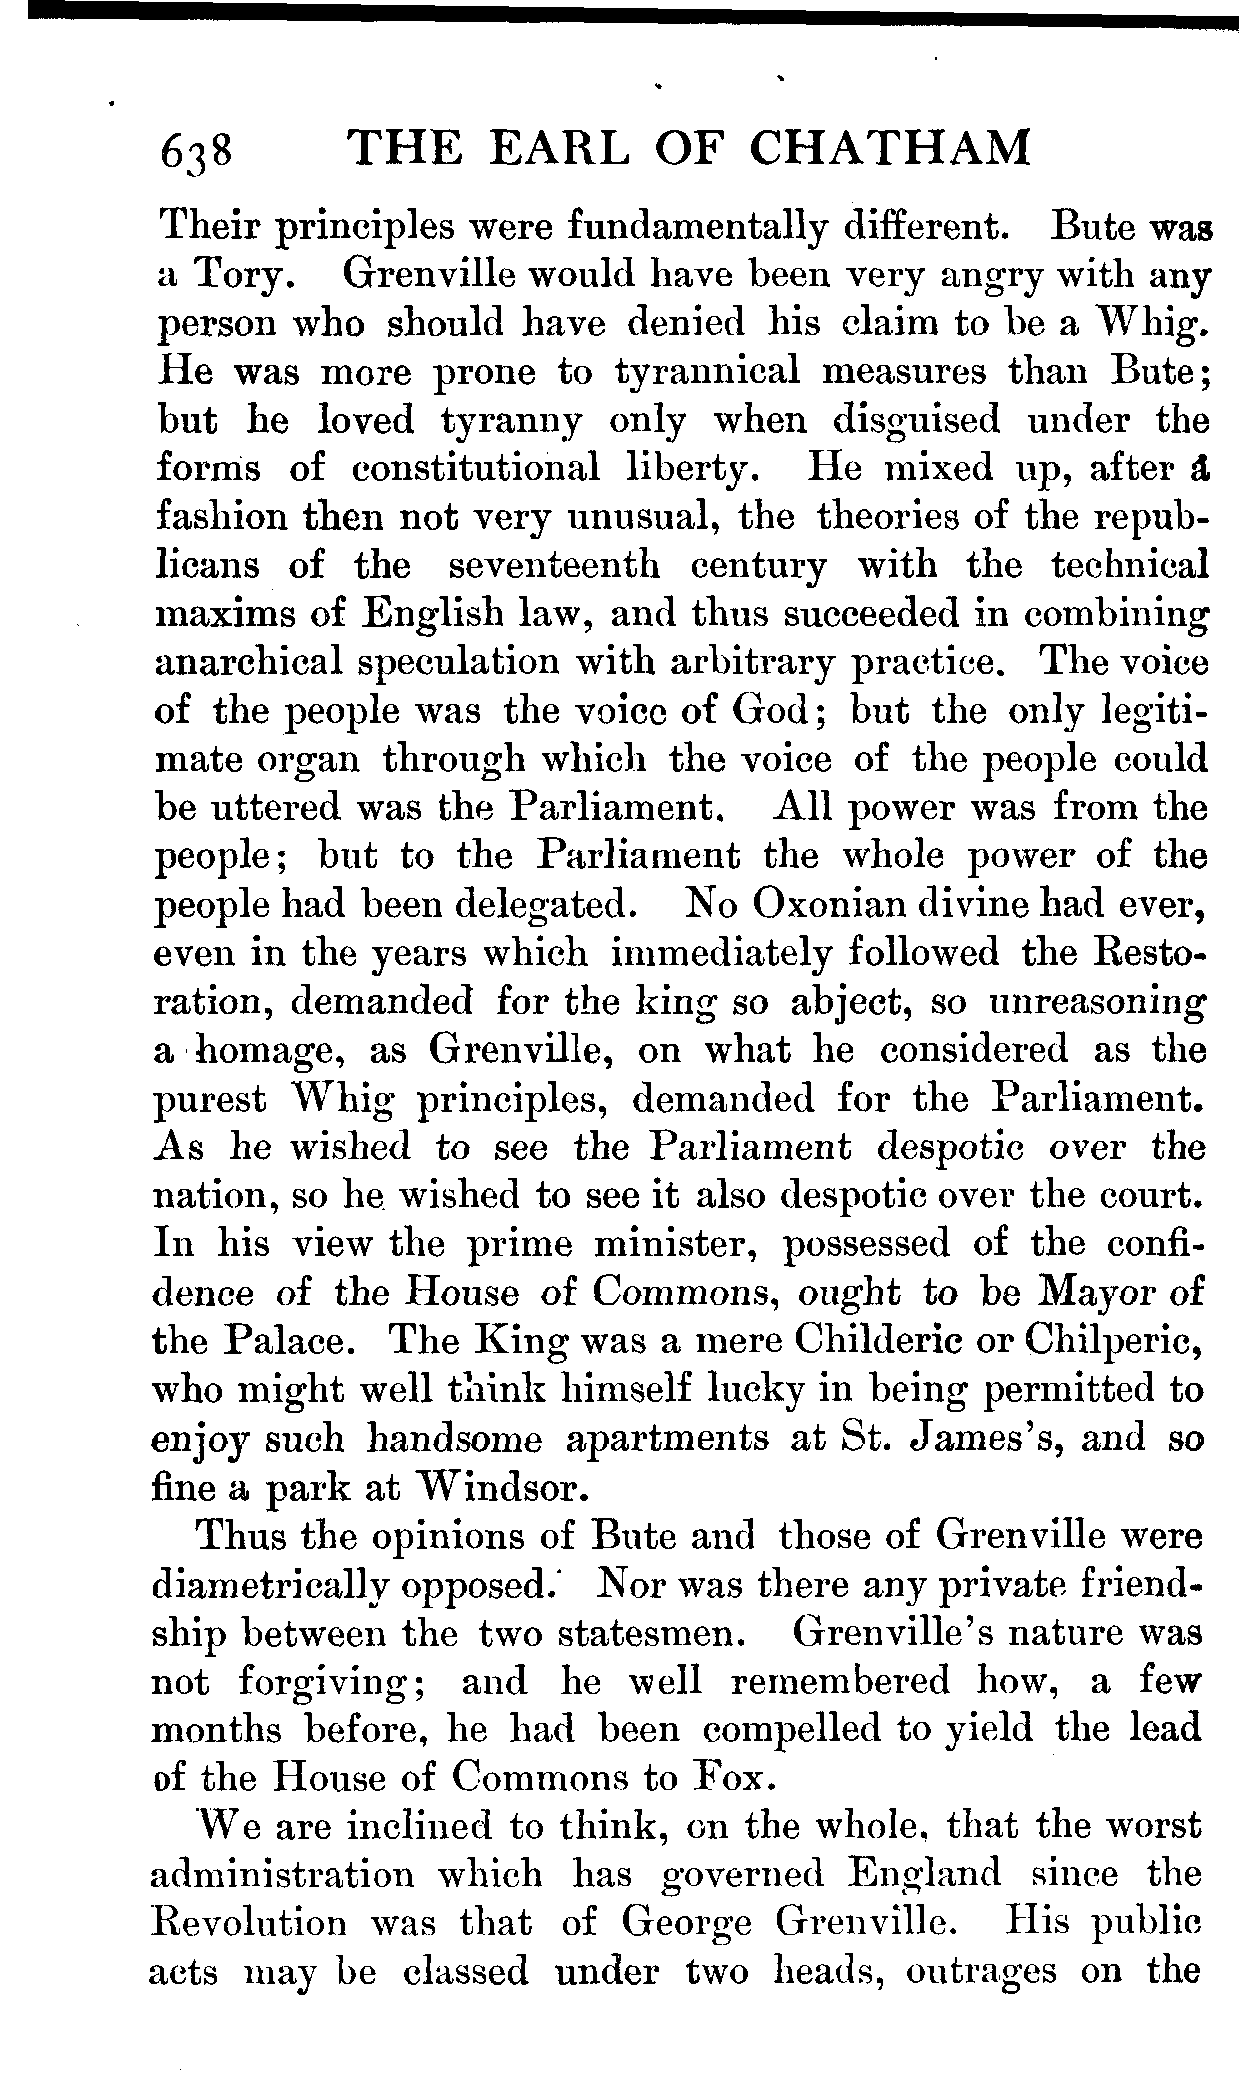 638 THE EARL OF CHATHAM
Their principles were fundamentally different. Bute was
a Tory. Grenville would have been very angry with any
person who should have denied his claim to be a Whig.
He was more prone to tyrannical measures than Bute;
but he loved tyranny only when disguised under the
forms of constitutional liberty. He mixed up, after a
fashion then not very unusual, the theories of the repub-
licans of the seventeenth century with the technical
maxims of English law, and thus succeeded in combining
anarchical speculation with arbitrary practice. The voice
of the people was the voice of God; but the only legiti-
mate organ through which the voice of the people could
be uttered was the Parliament. All power was from the
people; but to the Parliament the whole power of the
people had been delegated. No Oxonian divine had ever,
even in the years which immediately followed the Resto-
ration, demanded for the king so abject, so unreasoning
a homage, as Grenville, on what he considered as the
purest Whig principles, demanded for the Parliament.
As he wished to see the Parliament despotic over the
nation, so he wished to see it also despotic over the court.
In his view the prime minister, possessed of the confi-
dence of the House of Commons, ought to be Mayor of
the Palace. The King was a mere Childeric or Chilperic,
who might well think himself lucky in being permitted to
enjoy such handsome apartments at St. James's, and so
fine a park at Windsor.
Thus the opinions of Bute and those of Grenville were
diametrically opposed. Nor was there any private friend-
ship between the two statesmen. Grenville's nature was
not forgiving; and he well remembered how, a few
months before, he had been compelled to yield the lead
of the House of Commons to Fox.
We are inclined to think, on the whole, that the worst
administration which has governed England since the
Revolution was that of George Grenville. His public
acts may be classed under two heads, outrages on the